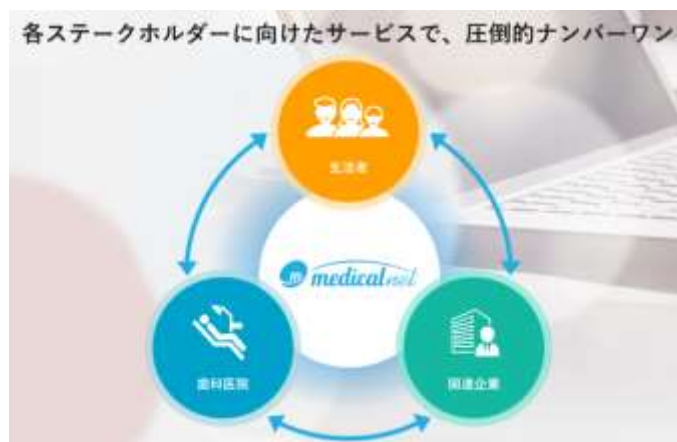 各ステークホルダーに向けたサービスで、圧倒的ナンバーワン
生活者
m medicalnet
歯科医院
関連企業